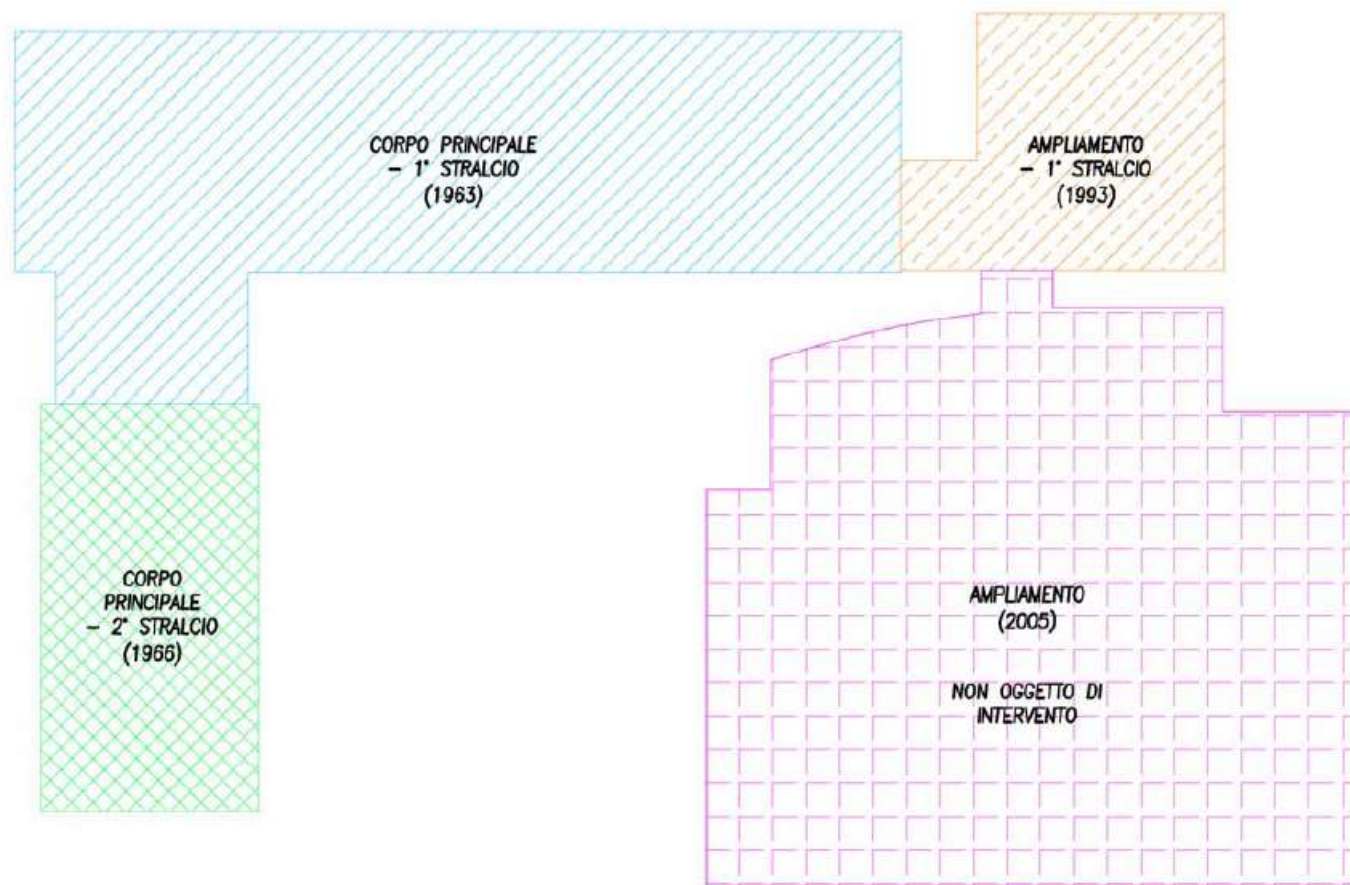 CORPO PRINCIPALE
- 1° STRALCIO
(1963)
AMPLIAMENTO
- 1° STRALCIO
(1993)
CORPO
PRINCIPALE
- 2° STRALCIO
(1966)
AMPLIAMENTO
(2005)
NON OGGETTO DI
INTERVENTO